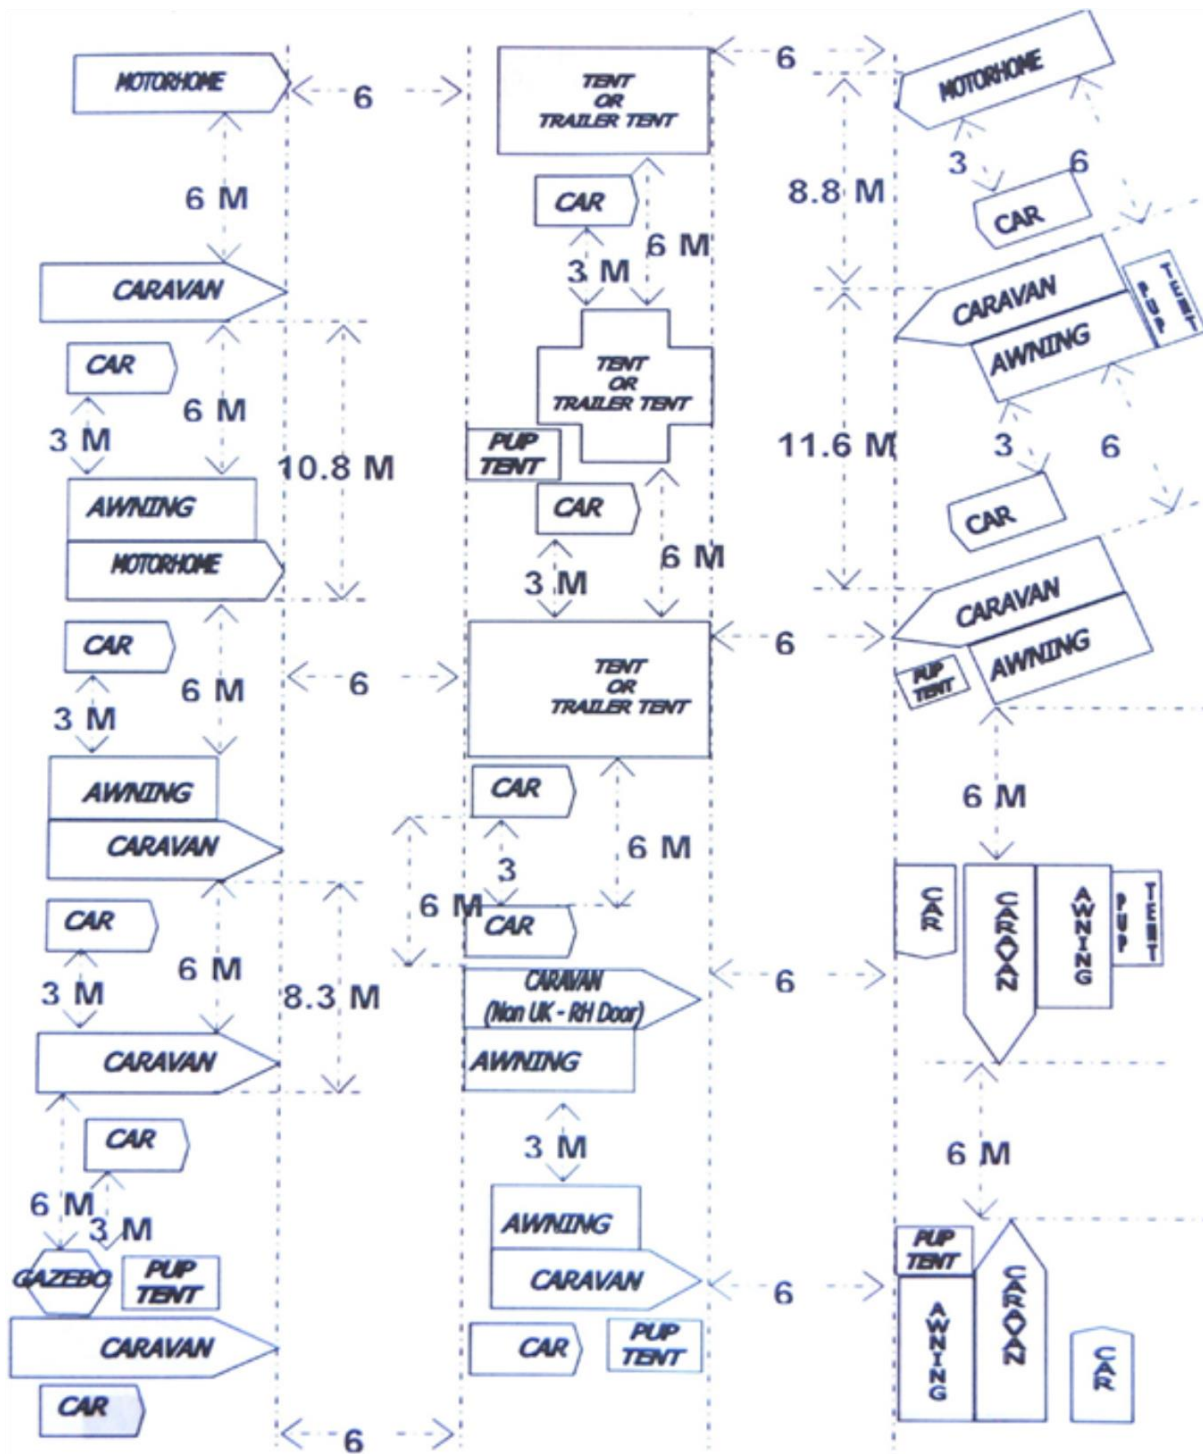 MOTORHOME
6
6 M
CARAVAN
CAR
3 M
6 M
10.8 M
AWNING
MOTORHOME
CAR
3 M
6 M
6
AWNING
CARAVAN
CAR
3 M
6 M
8.3 M
CARAVAN
CAR
6 M
3 M
GAZEBO
PUP
TENT
CARAVAN
CAR
6
TENT
OR
TRAILER TENT
6
CAR
3 M
6 M
TENT
OR
TRAILER TENT
PUP
TENT
CAR
3 M
6 M
TENT
OR
TRAILER TENT
6
CAR
3
6 M
6 M
CAR
CARAVAN
(Non UK - RH Door)
6
AWNING
3 M
AWNING
CARAVAN
6
CAR
PUP
TENT
MOTORHOME
8.8 M
3
6
CAR
CARAVAN
PUP
TENT
AWNING
11.6 M
3
6
CAR
CARAVAN
AWNING
PUP
TENT
6 M
CAR
CARAVAN
AWNING
PUP
TENT
6 M
PUP
TENT
AWNING
CARAVAN
CAR